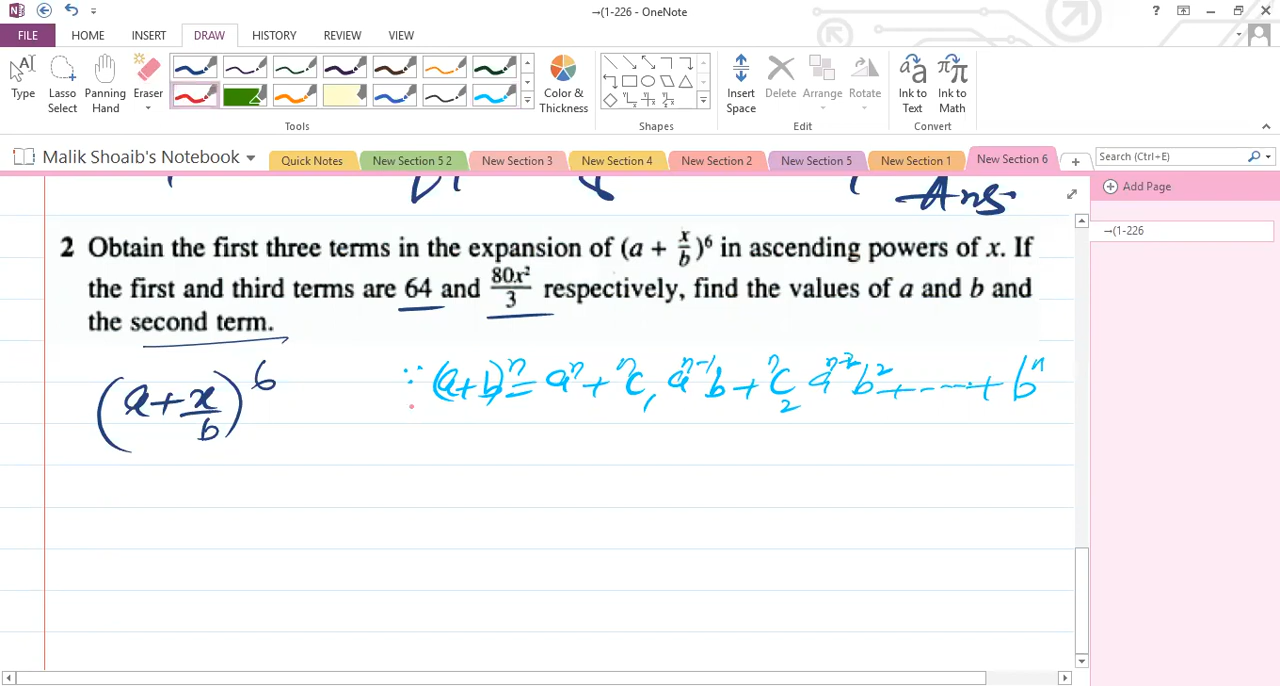 →(1-226 - OneNote
FILE HOME INSERT DRAW HISTORY REVIEW VIEW
Type Lasso Select Panning Hand Eraser Color & Thickness Insert Space Delete Arrange Rotate Ink to Text Ink to Math
Tools Shapes Edit Convert
Malik Shoaib's Notebook Quick Notes New Section 5 2 New Section 3 New Section 4 New Section 2 New Section 5 New Section 1 New Section 6 Search (Ctrl+E)
Add Page
→(1-226
Ans.
2 Obtain the first three terms in the expansion of (a + x/b)⁶ in ascending powers of x. If
the first and third terms are 64 and 80x²/3 respectively, find the values of a and b and
the second term.
(a+x/b)⁶ ∵ (a+b)ⁿ = aⁿ + ⁿC₁ aⁿ⁻¹b + ⁿC₂ aⁿ⁻²b² + ----- + bⁿ